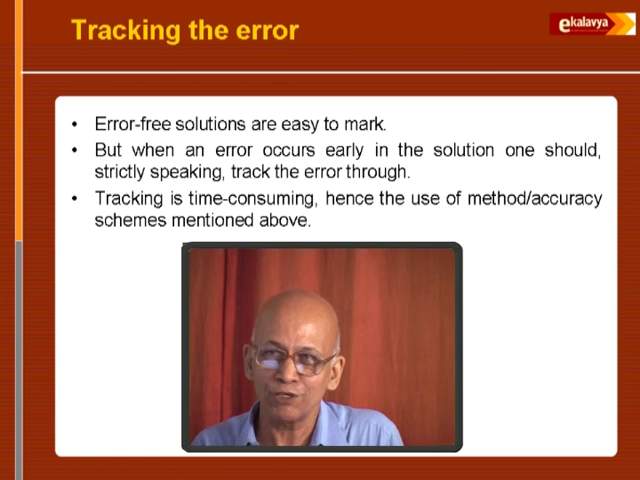 Tracking the error
ekalavya
• Error-free solutions are easy to mark.
• But when an error occurs early in the solution one should,
strictly speaking, track the error through.
• Tracking is time-consuming, hence the use of method/accuracy
schemes mentioned above.